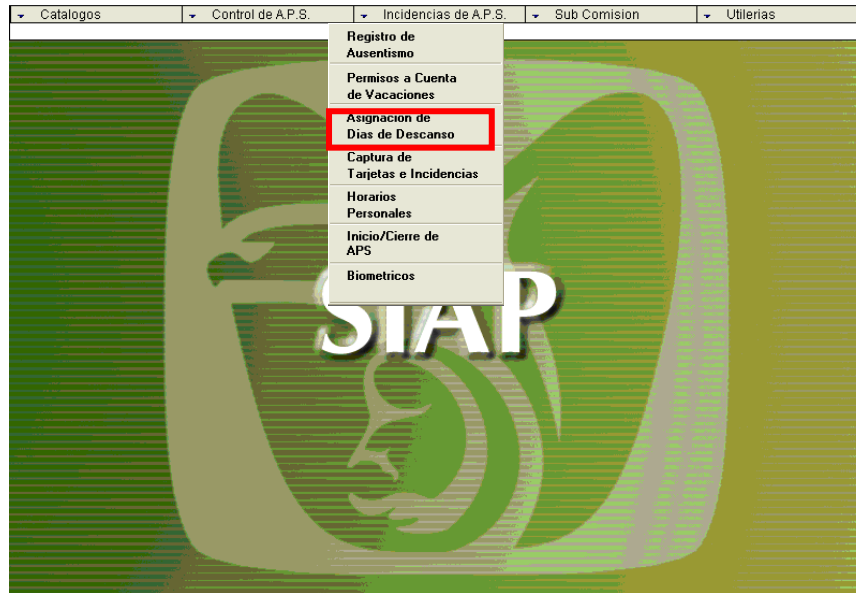 Catalogos Control de A.P.S. Incidencias de A.P.S. Sub Comision Utilerias
Registro de
Ausentismo
Permisos a Cuenta
de Vacaciones
Asignacion de
Dias de Descanso
Captura de
Tarjetas e Incidencias
Horarios
Personales
Inicio/Cierre de
APS
Biometricos
SIAP